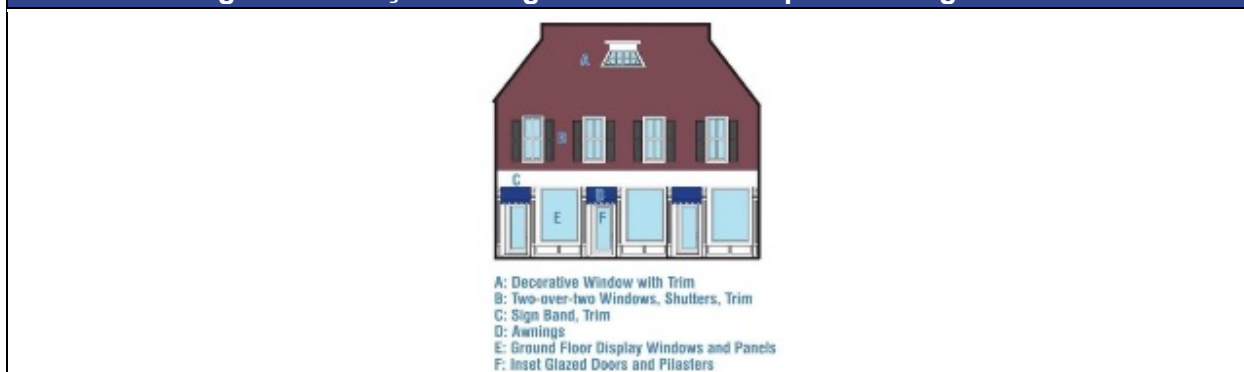 A
B
C
D
E
F
A: Decorative Window with Trim
B: Two-over-two Windows, Shutters, Trim
C: Sign Band, Trim
D: Awnings
E: Ground Floor Display Windows and Panels
F: Inset Glazed Doors and Pilasters